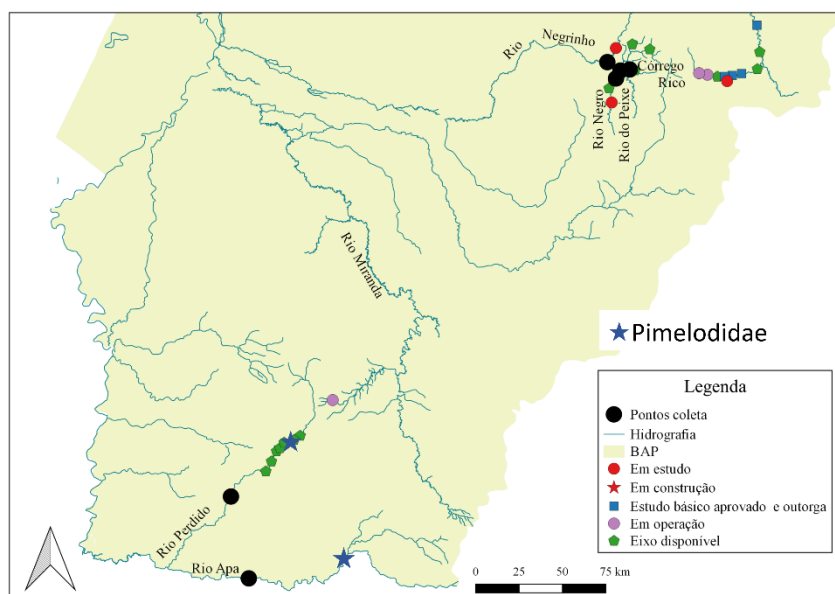 Rio
Negrinho
Córrego
Rico
Rio Negro
Rio do Peixe
Rio Miranda
Pimelodidae
Legenda
Pontos coleta
Hidrografia
BAP
Em estudo
Em construção
Estudo básico aprovado e outorga
Em operação
Eixo disponível
Rio Perdido
Rio Apa
0 25 50 75 km